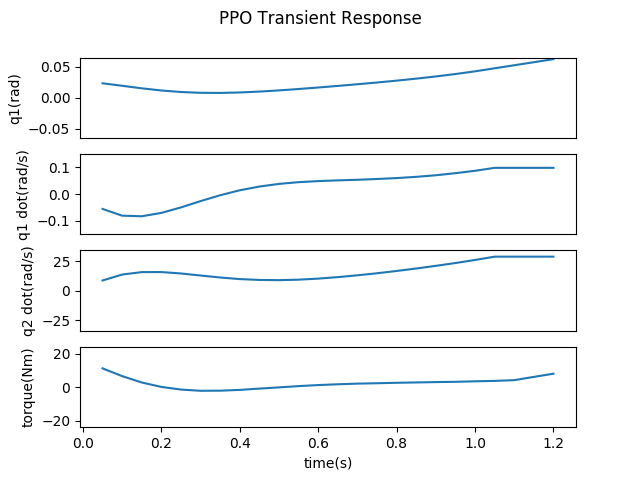 PPO Transient Response
q1(rad)
0.05
0.00
−0.05
q1 dot(rad/s)
0.1
0.0
−0.1
q2 dot(rad/s)
25
0
−25
torque(Nm)
20
0
−20
0.0 0.2 0.4 0.6 0.8 1.0 1.2
time(s)